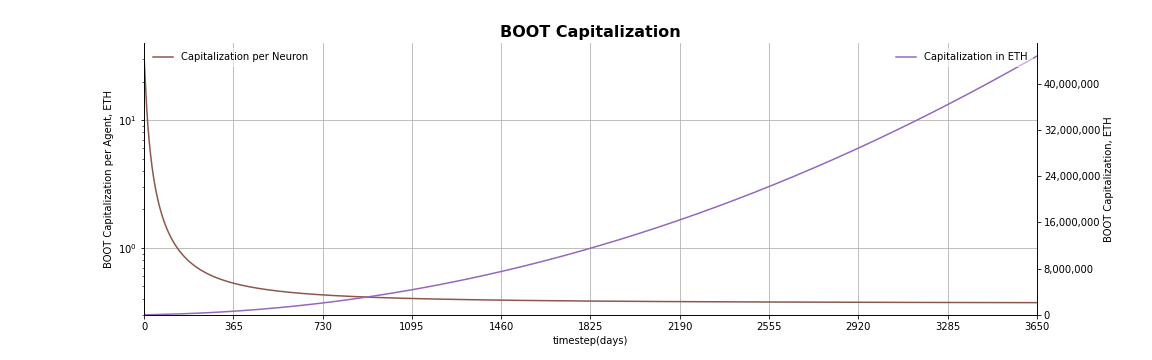 BOOT Capitalization
Capitalization per Neuron
Capitalization in ETH
BOOT Capitalization per Agent, ETH
10¹
10⁰
40,000,000
32,000,000
24,000,000
16,000,000
8,000,000
0
BOOT Capitalization, ETH
0 365 730 1095 1460 1825 2190 2555 2920 3285 3650
timestep(days)